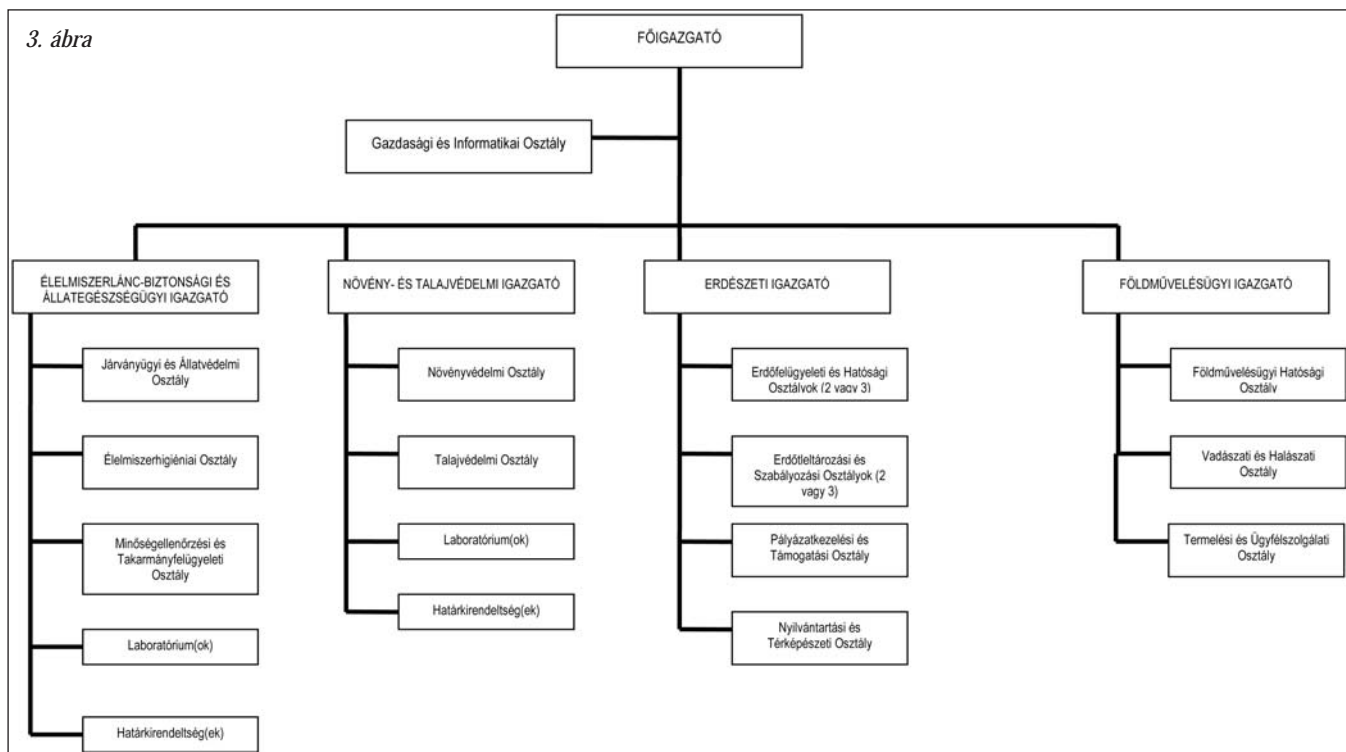 3. ábra
FŐIGAZGATÓ
Gazdasági és Informatikai Osztály
ÉLELMISZERLÁNC-BIZTONSÁGI ÉS
ÁLLATEGÉSZSÉGÜGYI IGAZGATÓ
Járványügyi és Állatvédelmi
Osztály
Élelmiszerhigiéniai Osztály
Minőségellenőrzési és
Takarmányfelügyeleti
Osztály
Laboratórium(ok)
Határkirendeltség(ek)
NÖVÉNY- ÉS TALAJVÉDELMI IGAZGATÓ
Növényvédelmi Osztály
Talajvédelmi Osztály
Laboratórium(ok)
Határkirendeltség(ek)
ERDÉSZETI IGAZGATÓ
Erdőfelügyeleti és Hatósági
Osztályok (2 vagy 3)
Erdőtleltározási és
Szabályozási Osztályok (2
vagy 3)
Pályázatkezelési és
Támogatási Osztály
Nyilvántartási és
Térképészeti Osztály
FÖLDMŰVELÉSÜGYI IGAZGATÓ
Földművelésügyi Hatósági
Osztály
Vadászati és Halászati
Osztály
Termelési és Ügyfélszolgálati
Osztály